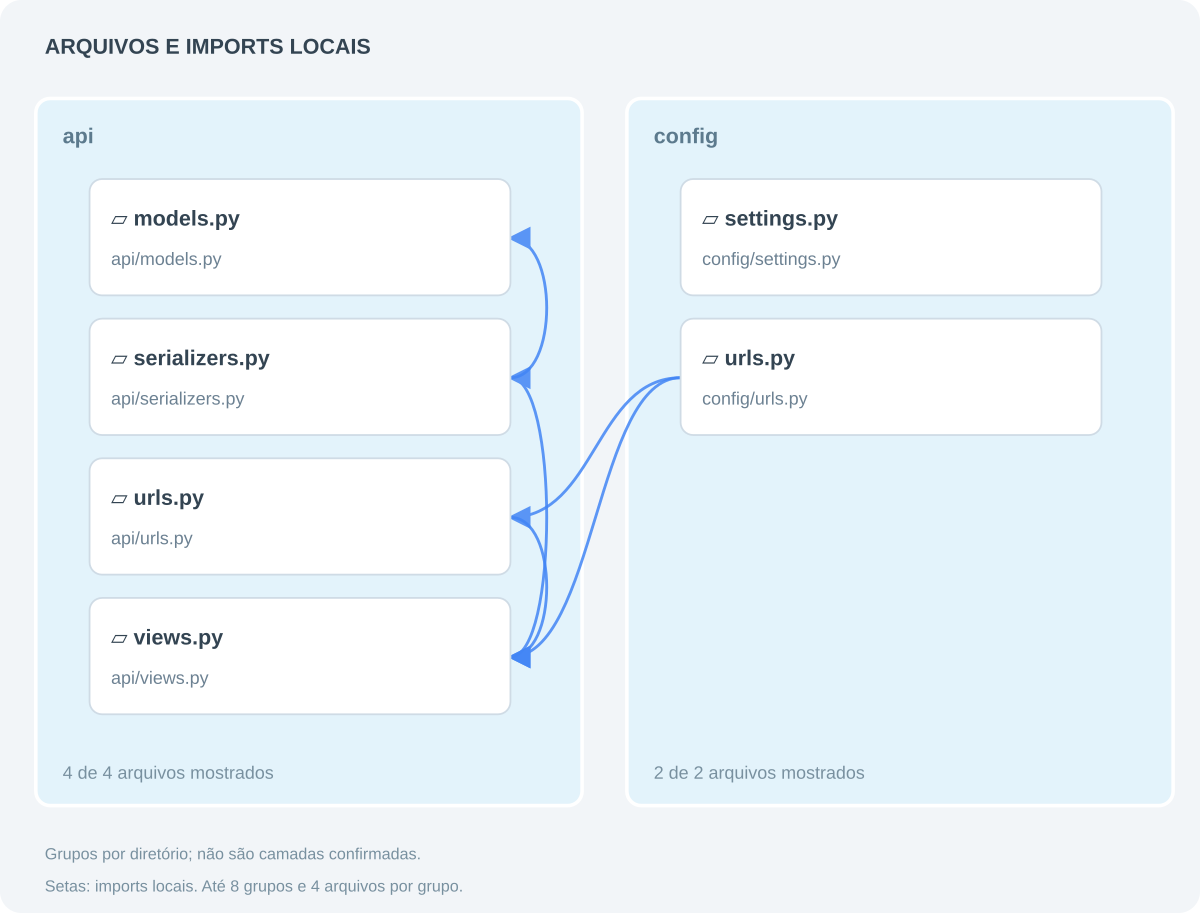 ARQUIVOS E IMPORTS LOCAIS
api
▱ models.py
api/models.py
▱ serializers.py
api/serializers.py
▱ urls.py
api/urls.py
▱ views.py
api/views.py
4 de 4 arquivos mostrados
config
▱ settings.py
config/settings.py
▱ urls.py
config/urls.py
2 de 2 arquivos mostrados
Grupos por diretório; não são camadas confirmadas.
Setas: imports locais. Até 8 grupos e 4 arquivos por grupo.